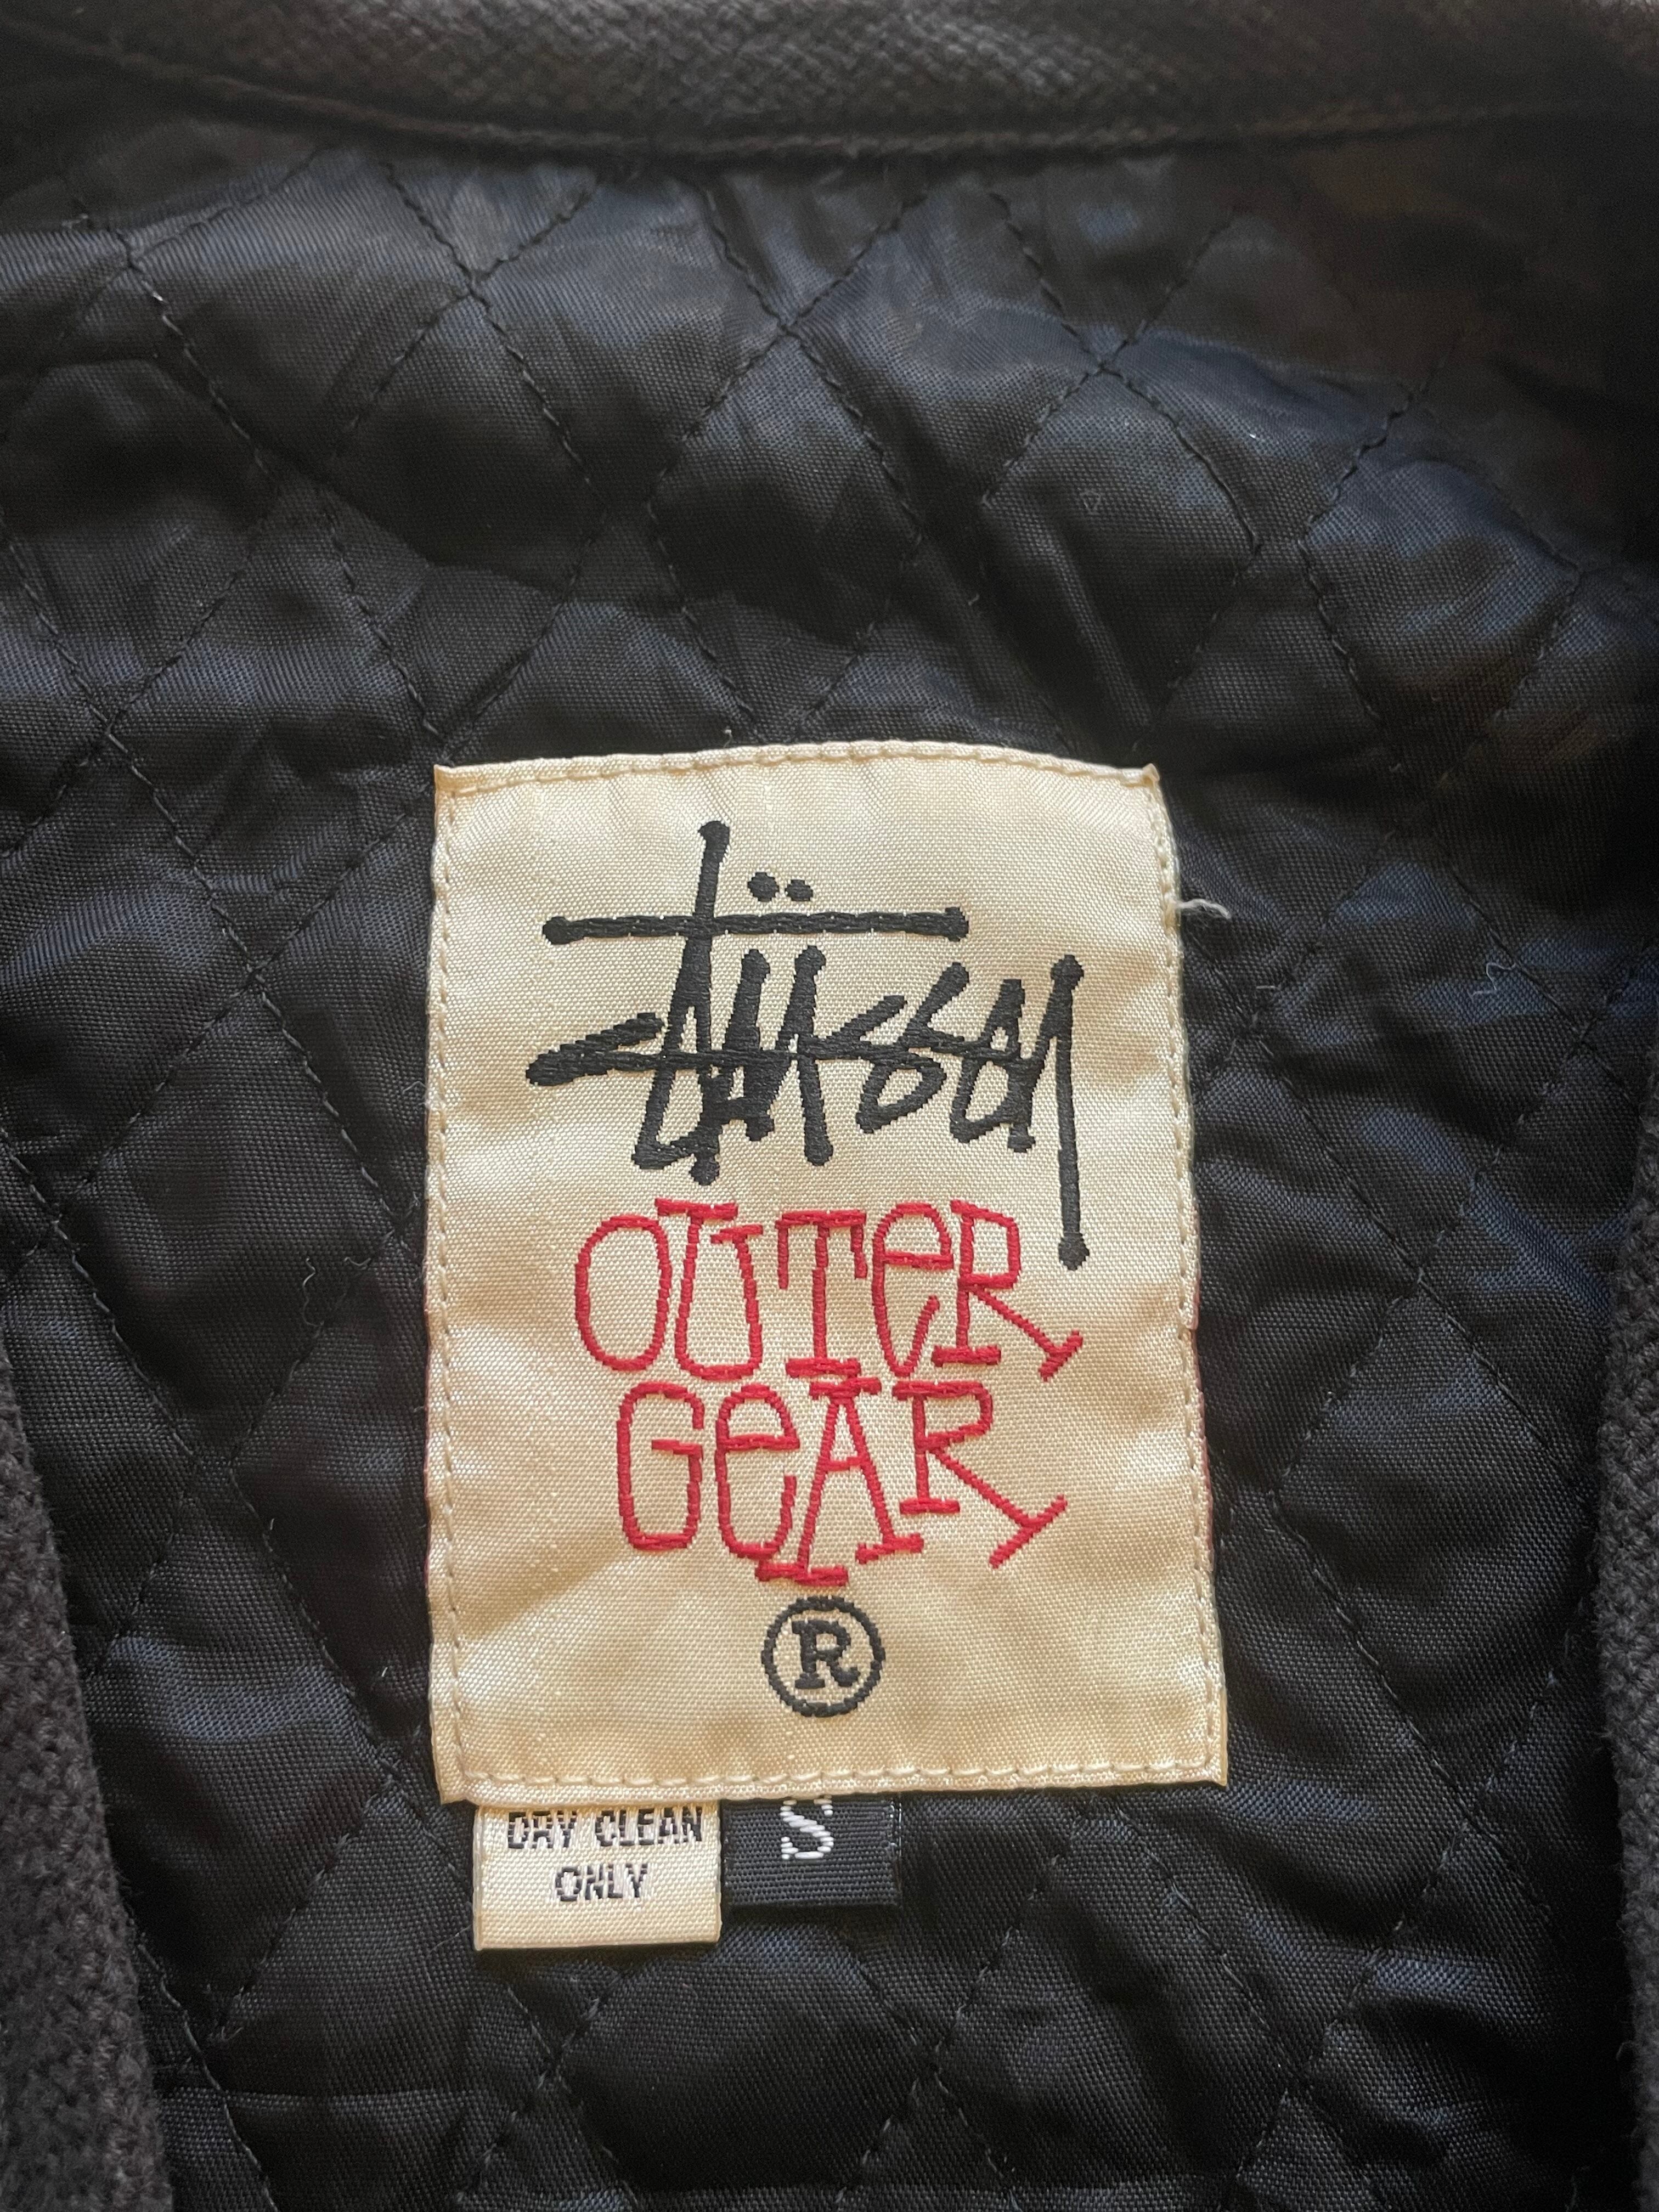 Stüssy
OUTeR
GeAR
®
DRY CLEAN
ONLY
S